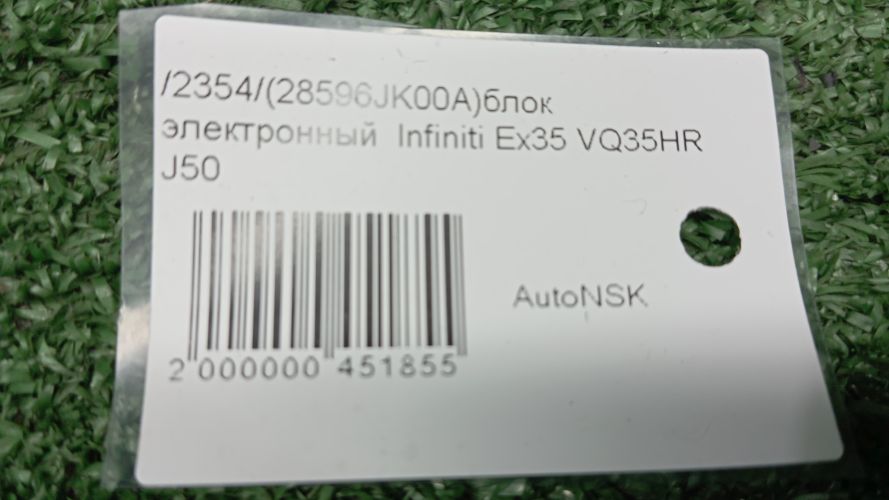 /2354/(28596JK00A)блок
электронный Infiniti Ex35 VQ35HR
J50
AutoNSK
2 000000 451855